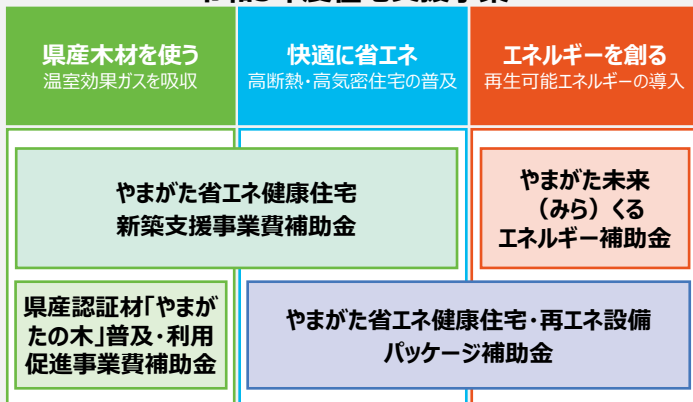 県産木材を使う
温室効果ガスを吸収
快適に省エネ
高断熱・高気密住宅の普及
エネルギーを創る
再生可能エネルギーの導入
やまがた省エネ健康住宅
新築支援事業費補助金
やまがた未来
（みら）くる
エネルギー補助金
県産認証材「やまが
たの木」普及・利用
促進事業費補助金
やまがた省エネ健康住宅・再エネ設備
パッケージ補助金